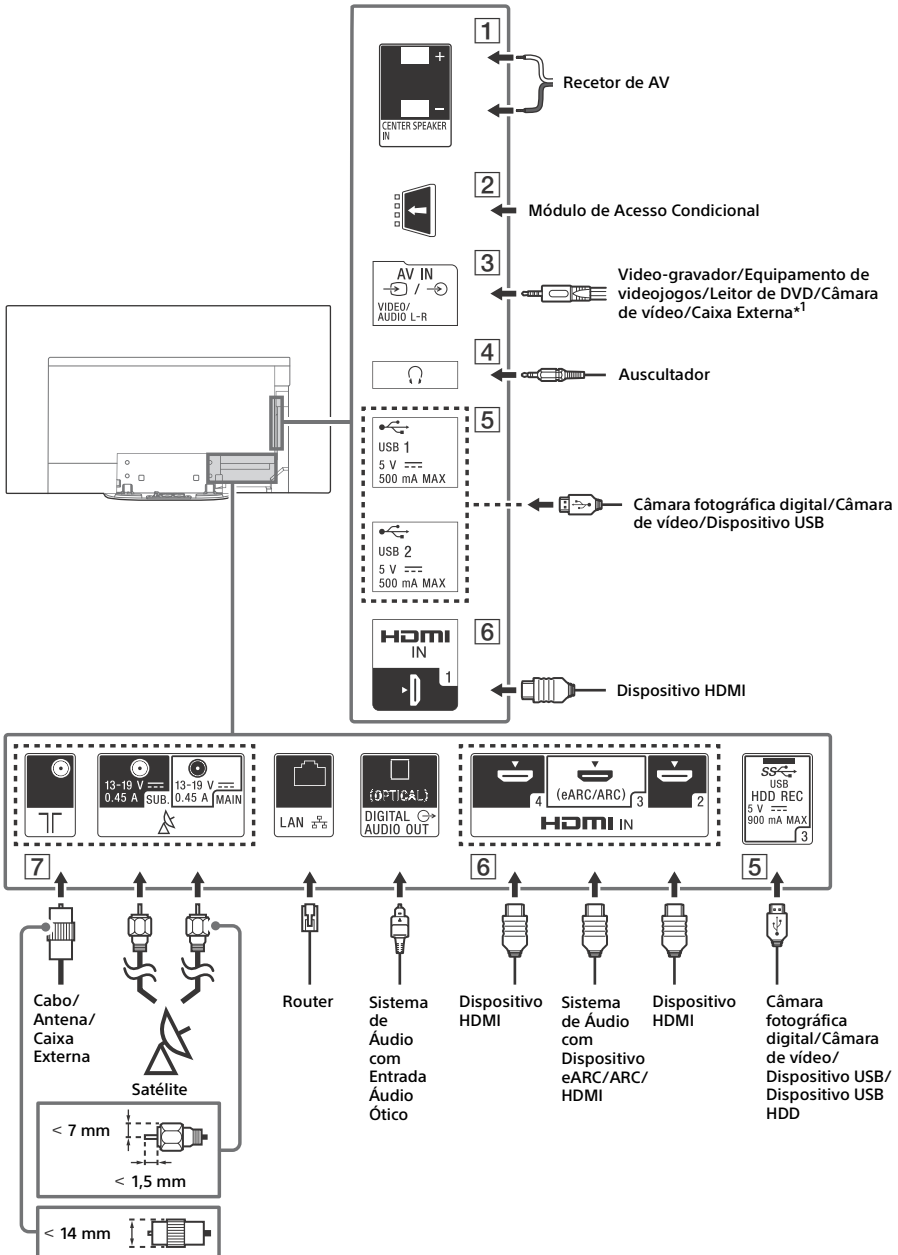 1
+
−
CENTER SPEAKER
IN
Recetor de AV
2
Módulo de Acesso Condicional
3
AV IN
/
VIDEO/
AUDIO L-R
Video-gravador/Equipamento de
videojogos/Leitor de DVD/Câmara
de vídeo/Caixa Externa*1
4
Auscultador
5
USB 1
5 V
500 mA MAX
USB 2
5 V
500 mA MAX
Câmara fotográfica digital/Câmara
de vídeo/Dispositivo USB
6
HDMI
IN
1
Dispositivo HDMI
13-19 V
0.45 A SUB.
13-19 V
0.45 A MAIN
LAN
(OPTICAL)
DIGITAL
AUDIO OUT
4
(eARC/ARC) 3
2
HDMI IN
SS
USB
HDD REC
5 V
900 mA MAX
3
7
6
5
Cabo/
Antena/
Caixa
Externa
Satélite
Router
Sistema
de
Áudio
com
Entrada
Áudio
Ótico
Dispositivo
HDMI
Sistema
de Áudio
com
Dispositivo
eARC/ARC/
HDMI
Dispositivo
HDMI
Câmara
fotográfica
digital/Câmara
de vídeo/
Dispositivo USB/
Dispositivo USB
HDD
< 7 mm
< 1,5 mm
< 14 mm